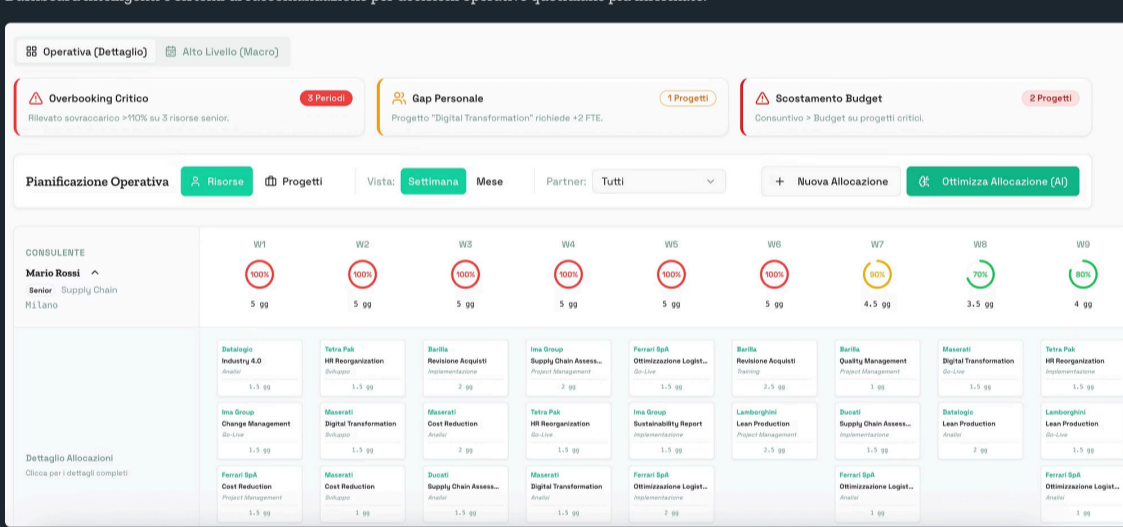 Operativa (Dettaglio)
Alto Livello (Macro)
Overbooking Critico
3 Periodi
Rilevato sovraccarico >110% su 3 risorse senior.
Gap Personale
1 Progetti
Progetto "Digital Transformation" richiede +2 FTE.
Scostamento Budget
2 Progetti
Consuntivo > Budget su progetti critici.
Pianificazione Operativa
Risorse
Progetti
Vista:
Settimana
Mese
Partner:
Tutti
+ Nuova Allocazione
Ottimizza Allocazione (AI)
CONSULENTE
Mario Rossi
Senior Supply Chain
Milano
W1
100%
5 gg
W2
100%
5 gg
W3
100%
5 gg
W4
100%
5 gg
W5
100%
5 gg
W6
100%
5 gg
W7
90%
4.5 gg
W8
70%
3.5 gg
W9
80%
4 gg
Dettaglio Allocazioni
Clicca per i dettagli completi
Datalogic
Industry 4.0
Analisi
1.5 gg
Tetra Pak
HR Reorganization
Sviluppo
1.5 gg
Barilla
Revisione Acquisti
Implementazione
2 gg
Ima Group
Supply Chain Assess...
Project Management
2 gg
Ferrari SpA
Ottimizzazione Logist...
Go-Live
1.5 gg
Barilla
Revisione Acquisti
Training
2.5 gg
Barilla
Quality Management
Project Management
1 gg
Maserati
Digital Transformation
Go-Live
1.5 gg
Tetra Pak
HR Reorganization
Implementazione
1.5 gg
Ima Group
Change Management
Go-Live
1.5 gg
Maserati
Digital Transformation
Sviluppo
1.5 gg
Maserati
Cost Reduction
Analisi
2 gg
Tetra Pak
HR Reorganization
Go-Live
1.5 gg
Ima Group
Sustainability Report
Implementazione
1.5 gg
Lamborghini
Lean Production
Project Management
2.5 gg
Ducati
Supply Chain Assess...
Implementazione
1.5 gg
Datalogic
Lean Production
Analisi
2 gg
Lamborghini
Lean Production
Go-Live
1.5 gg
Ferrari SpA
Cost Reduction
Project Management
1.5 gg
Maserati
Cost Reduction
Sviluppo
1 gg
Ducati
Supply Chain Assess...
Analisi
1.5 gg
Maserati
Digital Transformation
Analisi
1.5 gg
Ferrari SpA
Ottimizzazione Logist...
Implementazione
2 gg
Ferrari SpA
Ottimizzazione Logist...
Analisi
1 gg
Ferrari SpA
Ottimizzazione Logist...
Analisi
1 gg